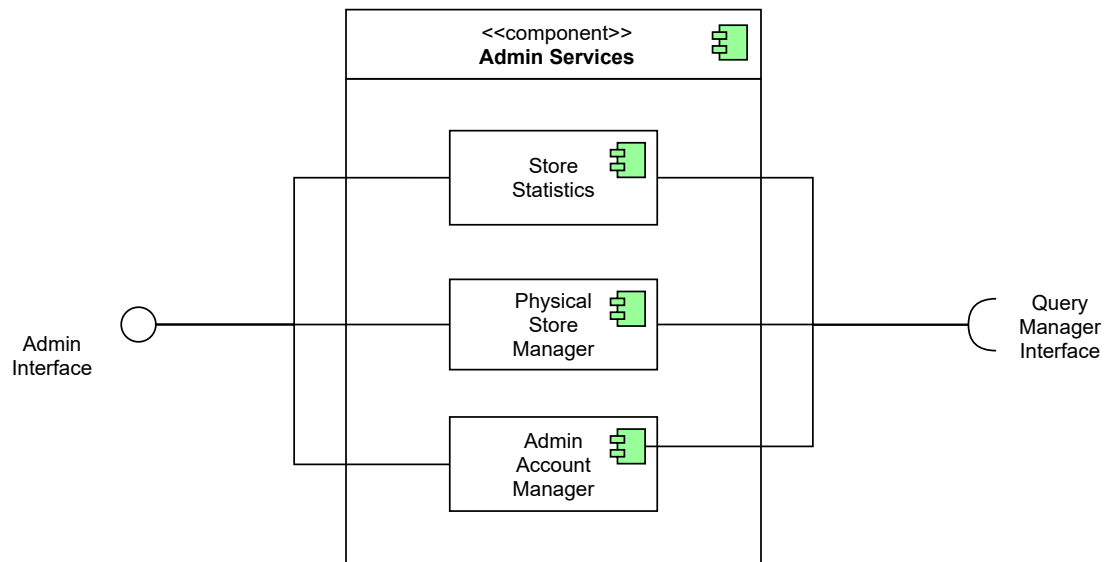 <<component>>
Admin Services
Store
Statistics
Physical
Store
Manager
Admin
Account
Manager
Admin
Interface
Query
Manager
Interface